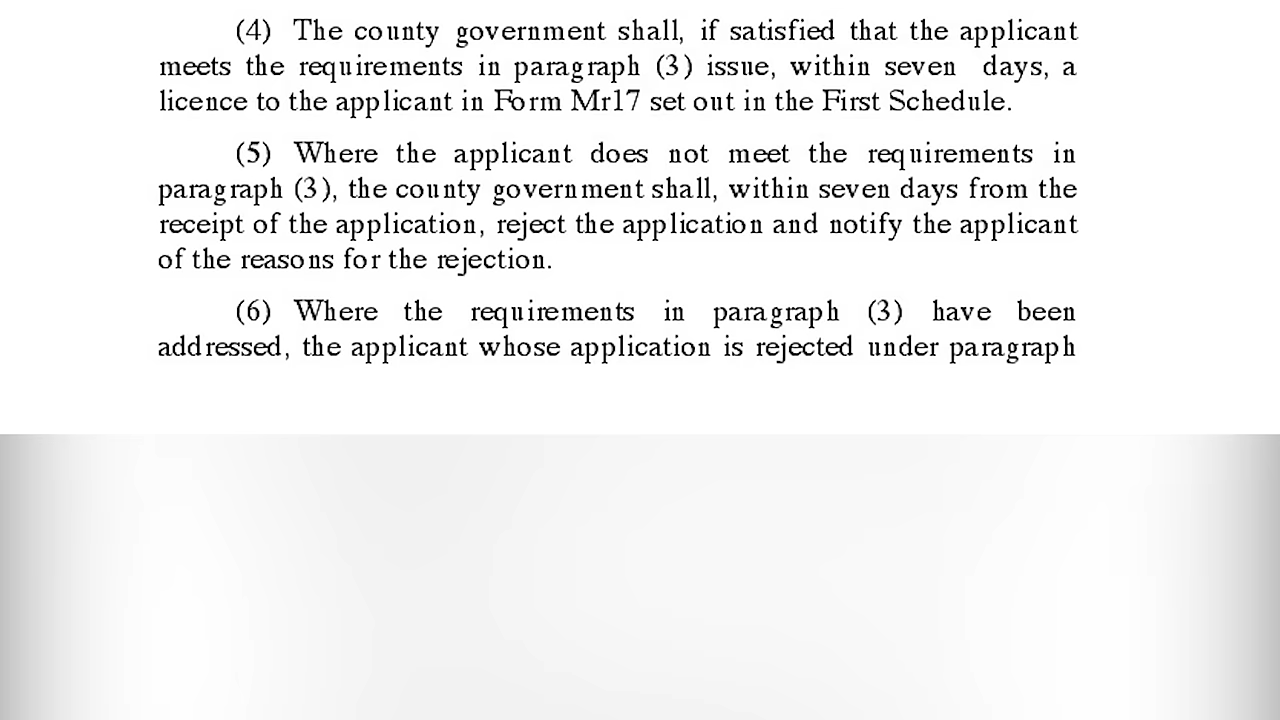 (4) The county government shall, if satisfied that the applicant
meets the requirements in paragraph (3) issue, within seven days, a
licence to the applicant in Form Mr17 set out in the First Schedule.
(5) Where the applicant does not meet the requirements in
paragraph (3), the county government shall, within seven days from the
receipt of the application, reject the application and notify the applicant
of the reasons for the rejection.
(6) Where the requirements in paragraph (3) have been
addressed, the applicant whose application is rejected under paragraph